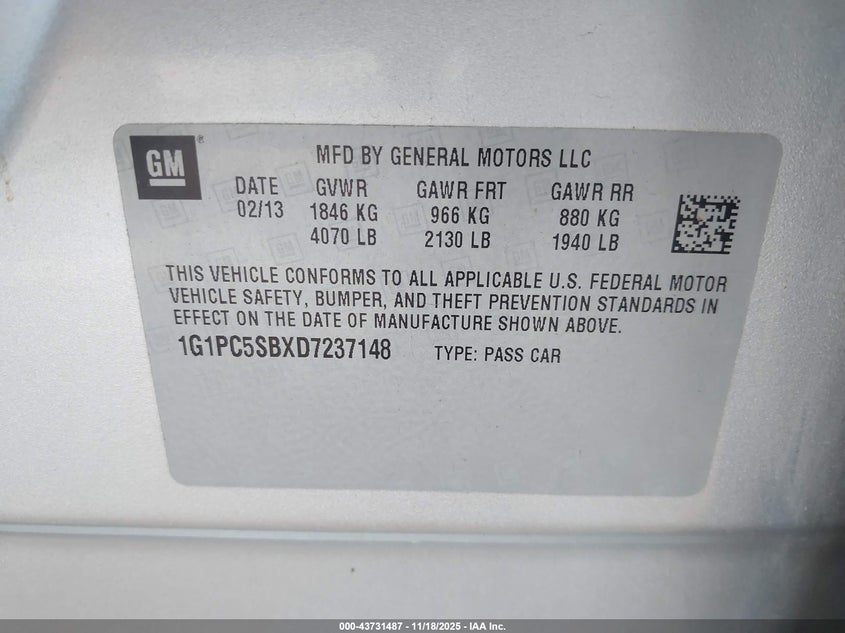 GM®
MFD BY GENERAL MOTORS LLC
DATE GVWR GAWR FRT GAWR RR
02/13 1846 KG 966 KG 880 KG
4070 LB 2130 LB 1940 LB
THIS VEHICLE CONFORMS TO ALL APPLICABLE U.S. FEDERAL MOTOR
VEHICLE SAFETY, BUMPER, AND THEFT PREVENTION STANDARDS IN
EFFECT ON THE DATE OF MANUFACTURE SHOWN ABOVE.
1G1PC5SBXD7237148 TYPE: PASS CAR
000-43731487 - 11/18/2025 - IAA Inc.